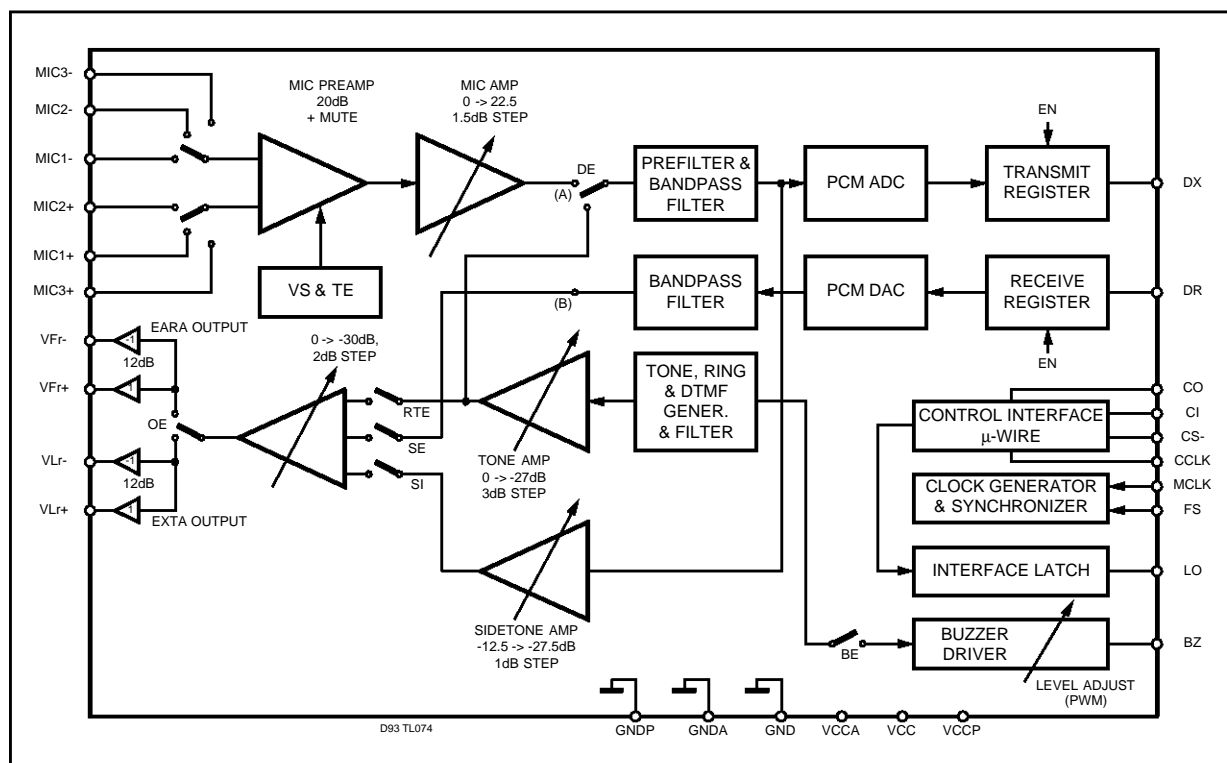 MIC3-
MIC2-
MIC1-
MIC2+
MIC1+
MIC3+
VFr-
VFr+
VLr-
VLr+
MIC PREAMP
20dB
+ MUTE
MIC AMP
0 -> 22.5
1.5dB STEP
VS & TE
DE
(A)
(B)
PREFILTER &
BANDPASS
FILTER
PCM ADC
EN
TRANSMIT
REGISTER
DX
BANDPASS
FILTER
PCM DAC
RECEIVE
REGISTER
EN
DR
EARA OUTPUT
-1
12dB
1
OE
-1
12dB
1
EXTA OUTPUT
0 -> -30dB,
2dB STEP
RTE
SE
SI
TONE AMP
0 -> -27dB
3dB STEP
TONE, RING
& DTMF
GENER.
& FILTER
SIDETONE AMP
-12.5 -> -27.5dB
1dB STEP
CONTROL INTERFACE
µ-WIRE
CO
CI
CS-
CCLK
CLOCK GENERATOR
& SYNCHRONIZER
MCLK
FS
INTERFACE LATCH
LO
BE
BUZZER
DRIVER
BZ
LEVEL ADJUST
(PWM)
D93 TL074
GNDP
GNDA
GND
VCCA
VCC
VCCP